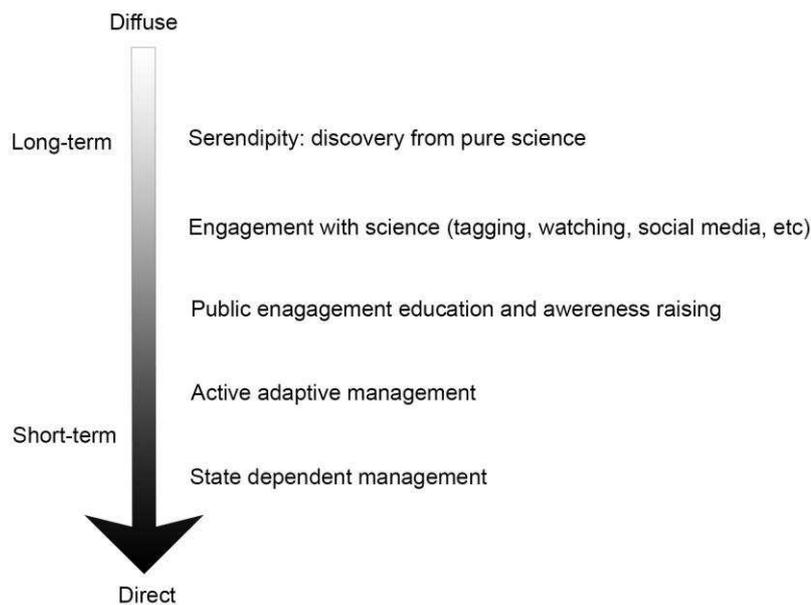 Diffuse
Long-term
Serendipity: discovery from pure science
Engagement with science (tagging, watching, social media, etc)
Public enagagement education and awereness raising
Active adaptive management
Short-term
State dependent management
Direct